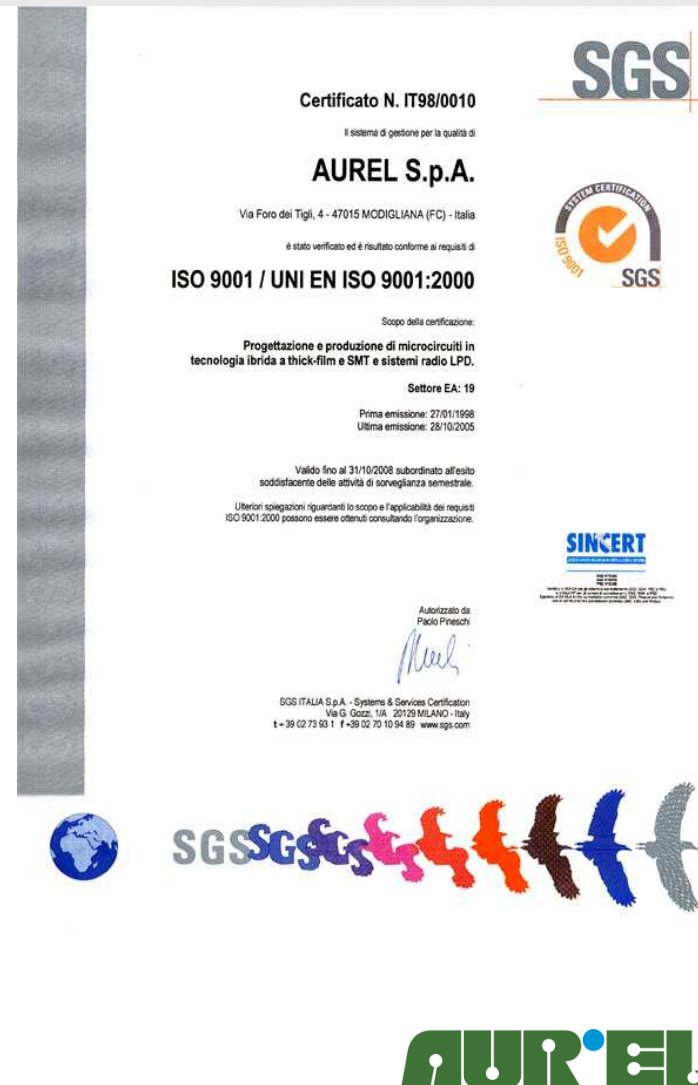 SGS
Certificato N. IT98/0010
Il sistema di gestione per la qualità di
AUREL S.p.A.
Via Foro dei Tigli, 4 - 47015 MODIGLIANA (FC) - Italia
è stato verificato ed è risultato conforme ai requisiti di
ISO 9001 / UNI EN ISO 9001:2000
SYSTEM CERTIFICATION
ISO 9001
SGS
Scopo della certificazione:
Progettazione e produzione di microcircuiti in
tecnologia ibrida a thick-film e SMT e sistemi radio LPD.
Settore EA: 19
Prima emissione: 27/01/1998
Ultima emissione: 28/10/2005
Valido fino al 31/10/2008 subordinato all'esito
soddisfacente delle attività di sorveglianza semestrale.
Ulteriori spiegazioni riguardanti lo scopo e l'applicabilità dei requisiti
ISO 9001:2000 possono essere ottenuti consultando l'organizzazione.
SINCERT
Autorizzato da
Paolo Pineschi
SGS ITALIA S.p.A. - Systems & Services Certification
Via G. Gozzi, 1/A 20129 MILANO - Italy
t + 39 02 73 93 1 f +39 02 70 10 94 89 www.sgs.com
SGSSGSSGS
AUR°EL